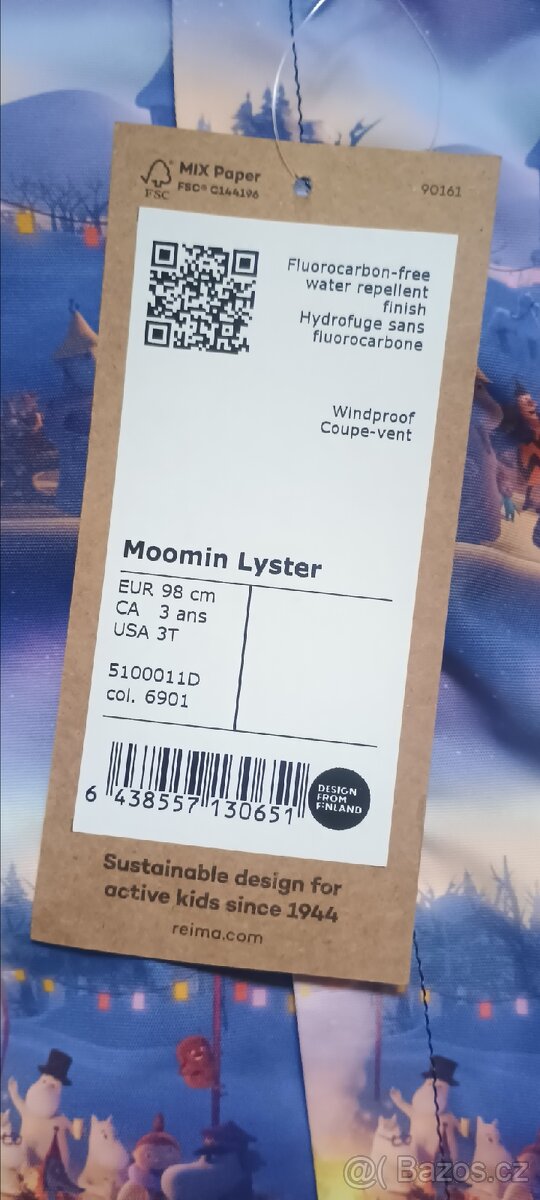 MIX Paper
FSC® C144196
FSC
90161
Fluorocarbon-free
water repellent
finish
Hydrofuge sans
fluorocarbone
Windproof
Coupe-vent
Moomin Lyster
EUR 98 cm
CA 3 ans
USA 3T
5100011D
col. 6901
6 438557 130651
DESIGN
FROM
FINLAND
Sustainable design for
active kids since 1944
reima.com
@( Bazos.cz